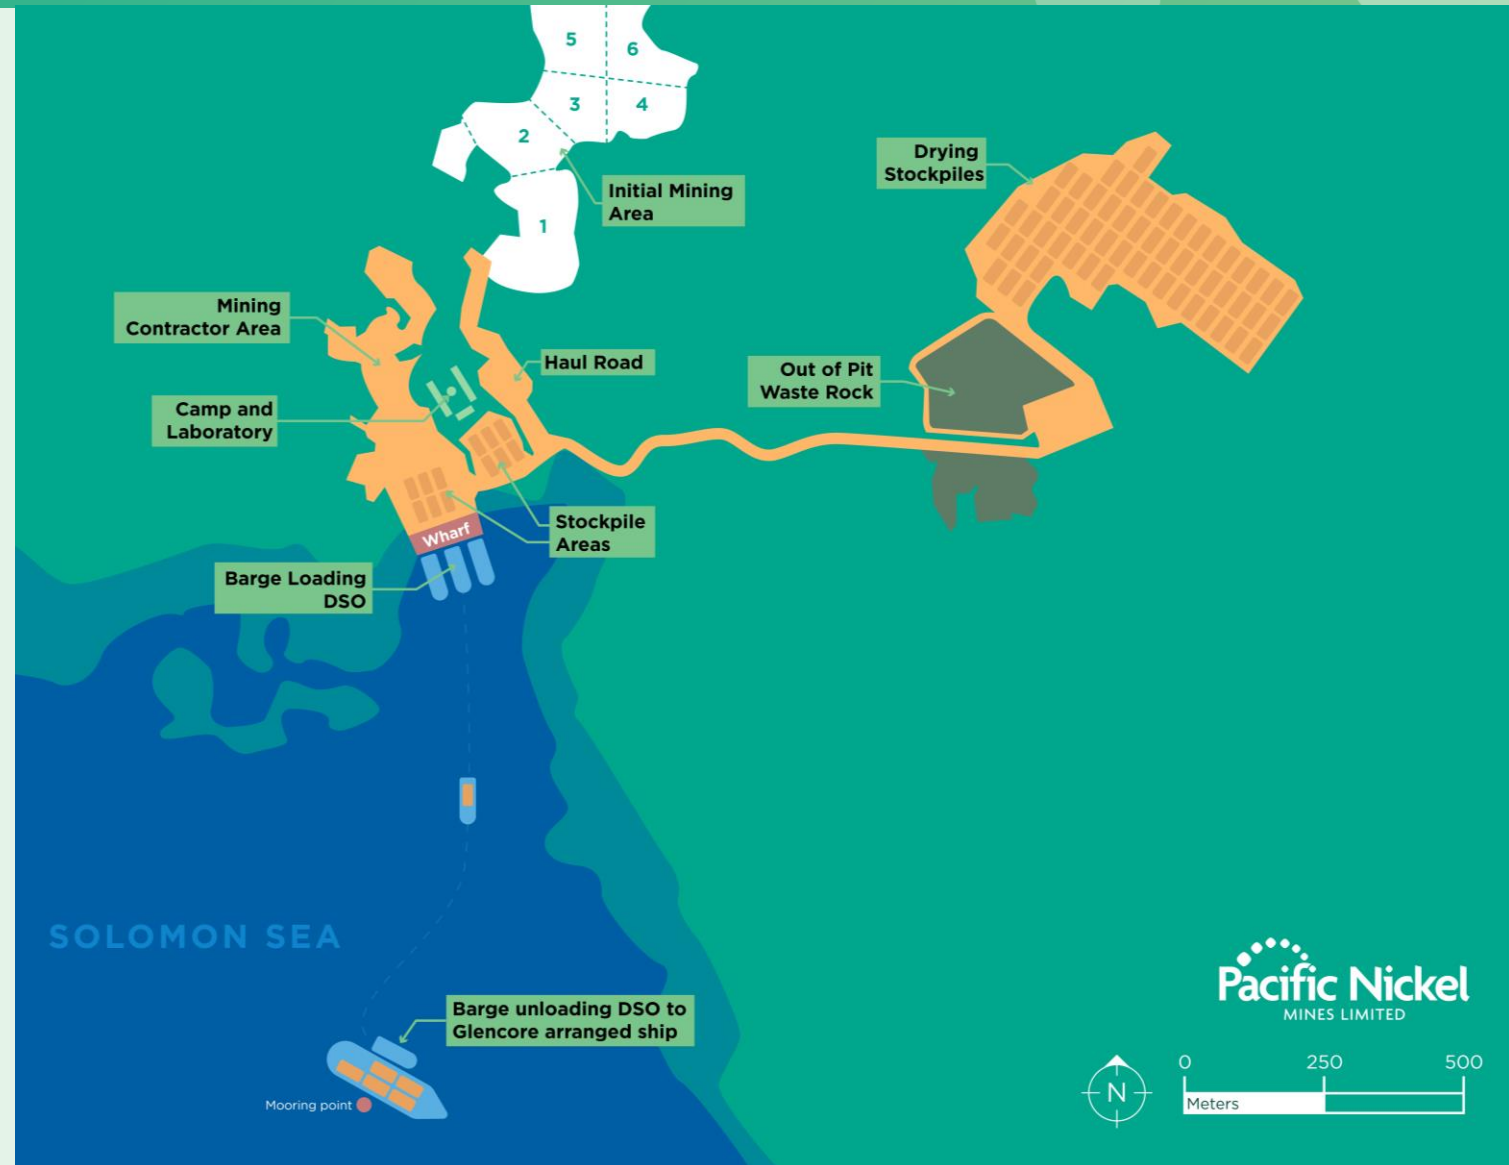 5
6
3
4
2
1
Initial Mining
Area
Drying
Stockpiles
Mining
Contractor Area
Haul Road
Out of Pit
Waste Rock
Camp and
Laboratory
Stockpile
Areas
Wharf
Barge Loading
DSO
SOLOMON SEA
Barge unloading DSO to
Glencore arranged ship
Mooring point
Pacific Nickel
MINES LIMITED
N
0 250 500
Meters